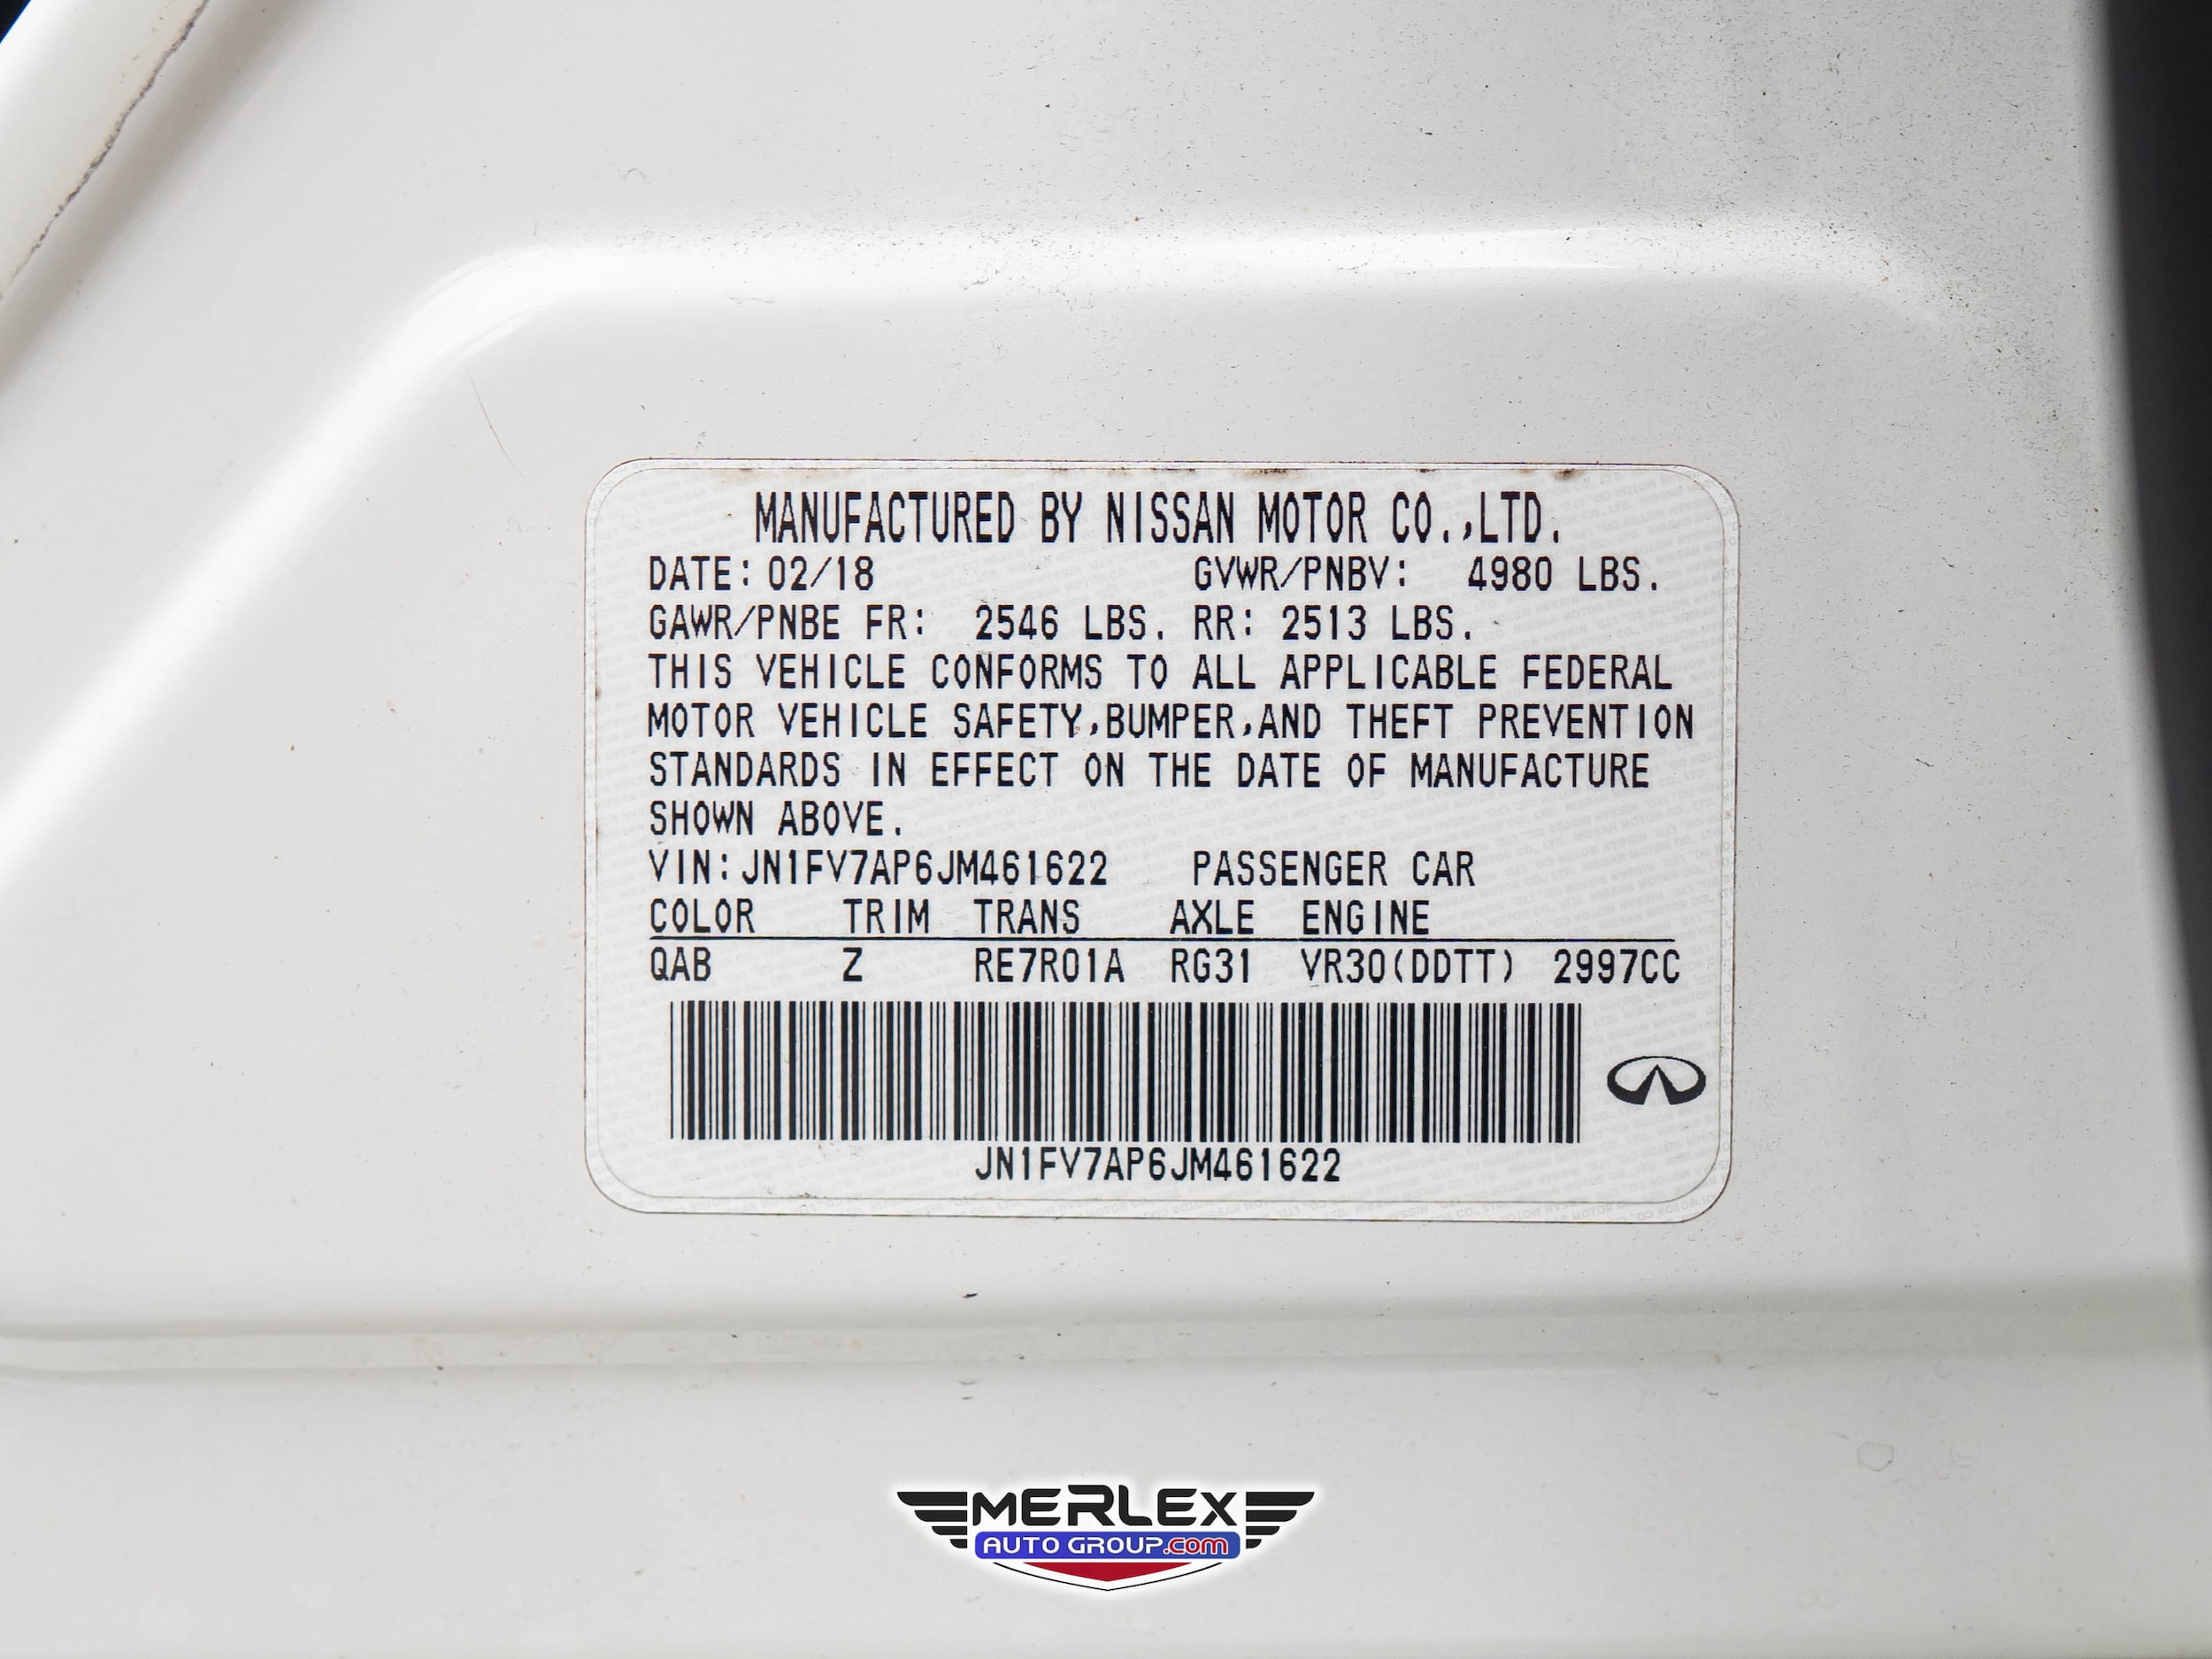 MANUFACTURED BY NISSAN MOTOR CO.,LTD.
DATE: 02/18 GVWR/PNBV: 4980 LBS.
GAWR/PNBE FR: 2546 LBS. RR: 2513 LBS.
THIS VEHICLE CONFORMS TO ALL APPLICABLE FEDERAL
MOTOR VEHICLE SAFETY,BUMPER,AND THEFT PREVENTION
STANDARDS IN EFFECT ON THE DATE OF MANUFACTURE
SHOWN ABOVE.
VIN:JN1FV7AP6JM461622 PASSENGER CAR
COLOR TRIM TRANS AXLE ENGINE
QAB Z RE7R01A RG31 VR30(DDTT) 2997CC
JN1FV7AP6JM461622
MERLEX
AUTO GROUP.com